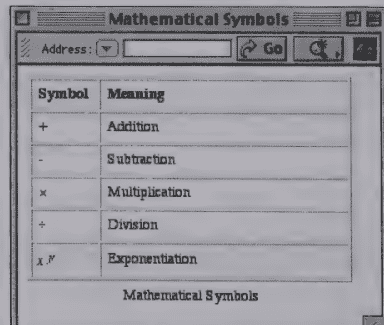 Mathematical Symbols
Address: Go
Symbol Meaning
+ Addition
- Subtraction
× Multiplication
÷ Division
x y Exponentiation
Mathematical Symbols